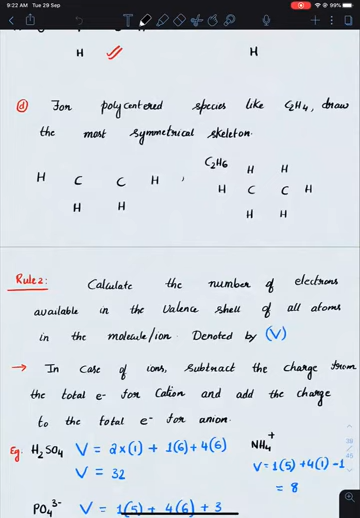 9:22 AM Tue 29 Sep
99%
H
H
(d) For polycentered species like C2H4, draw
the most symmetrical skeleton.
C2H6
H H
H C C H ,
H C C H
H H
H H
Rule 2: Calculate the number of electrons
available in the Valence shell of all atoms
in the molecule/ion. Denoted by (V)
→ In case of ions, subtract the charge from
the total e- for Cation and add the charge
to the total e- for anion.
Eg. H2SO4 V = 2×(1) + 1(6)+4(6)
V = 32
NH4+
V = 1(5)+4(1)-1
= 8
PO4 3- V = 1(5) + 4(6) + 3